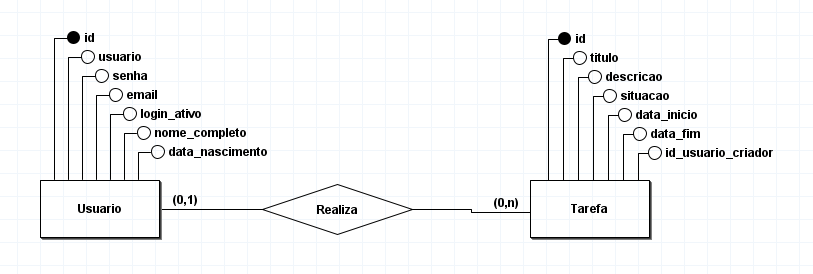 id
usuario
senha
email
login_ativo
nome_completo
data_nascimento
Usuario
(0,1)
Realiza
(0,n)
id
titulo
descricao
situacao
data_inicio
data_fim
id_usuario_criador
Tarefa